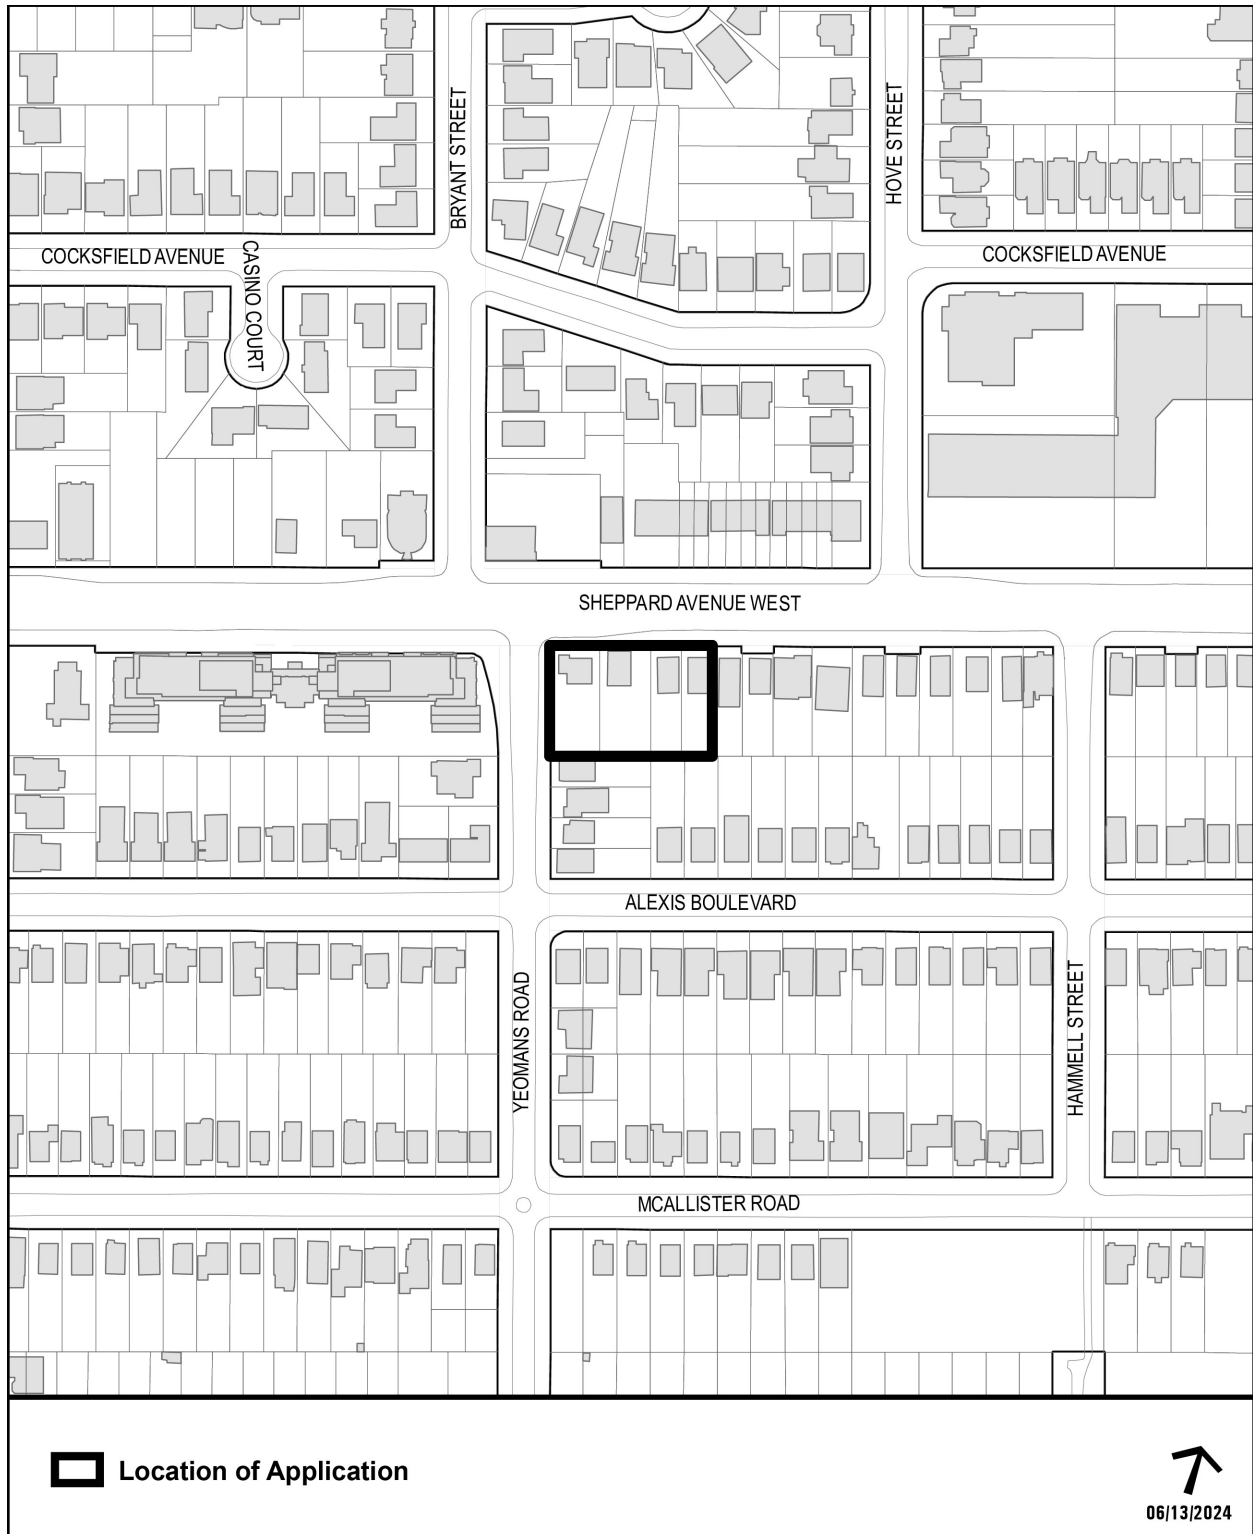 BRYANT STREET
HOVE STREET
COCKSFIELD AVENUE
CASINO COURT
COCKSFIELD AVENUE
SHEPPARD AVENUE WEST
ALEXIS BOULEVARD
YEOMANS ROAD
HAMMELL STREET
MCALLISTER ROAD
Location of Application
06/13/2024